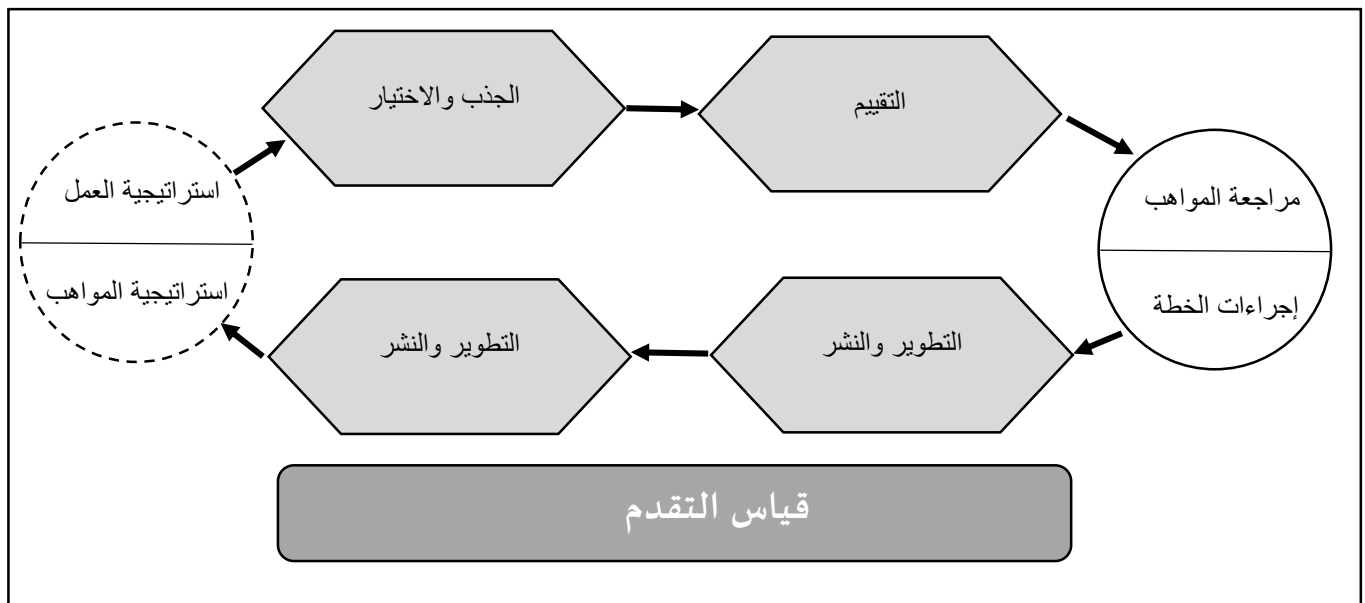 الجذب والاختيار
التقييم
استراتيجية العمل
استراتيجية المواهب
مراجعة المواهب
إجراءات الخطة
التطوير والنشر
التطوير والنشر
قياس التقدم